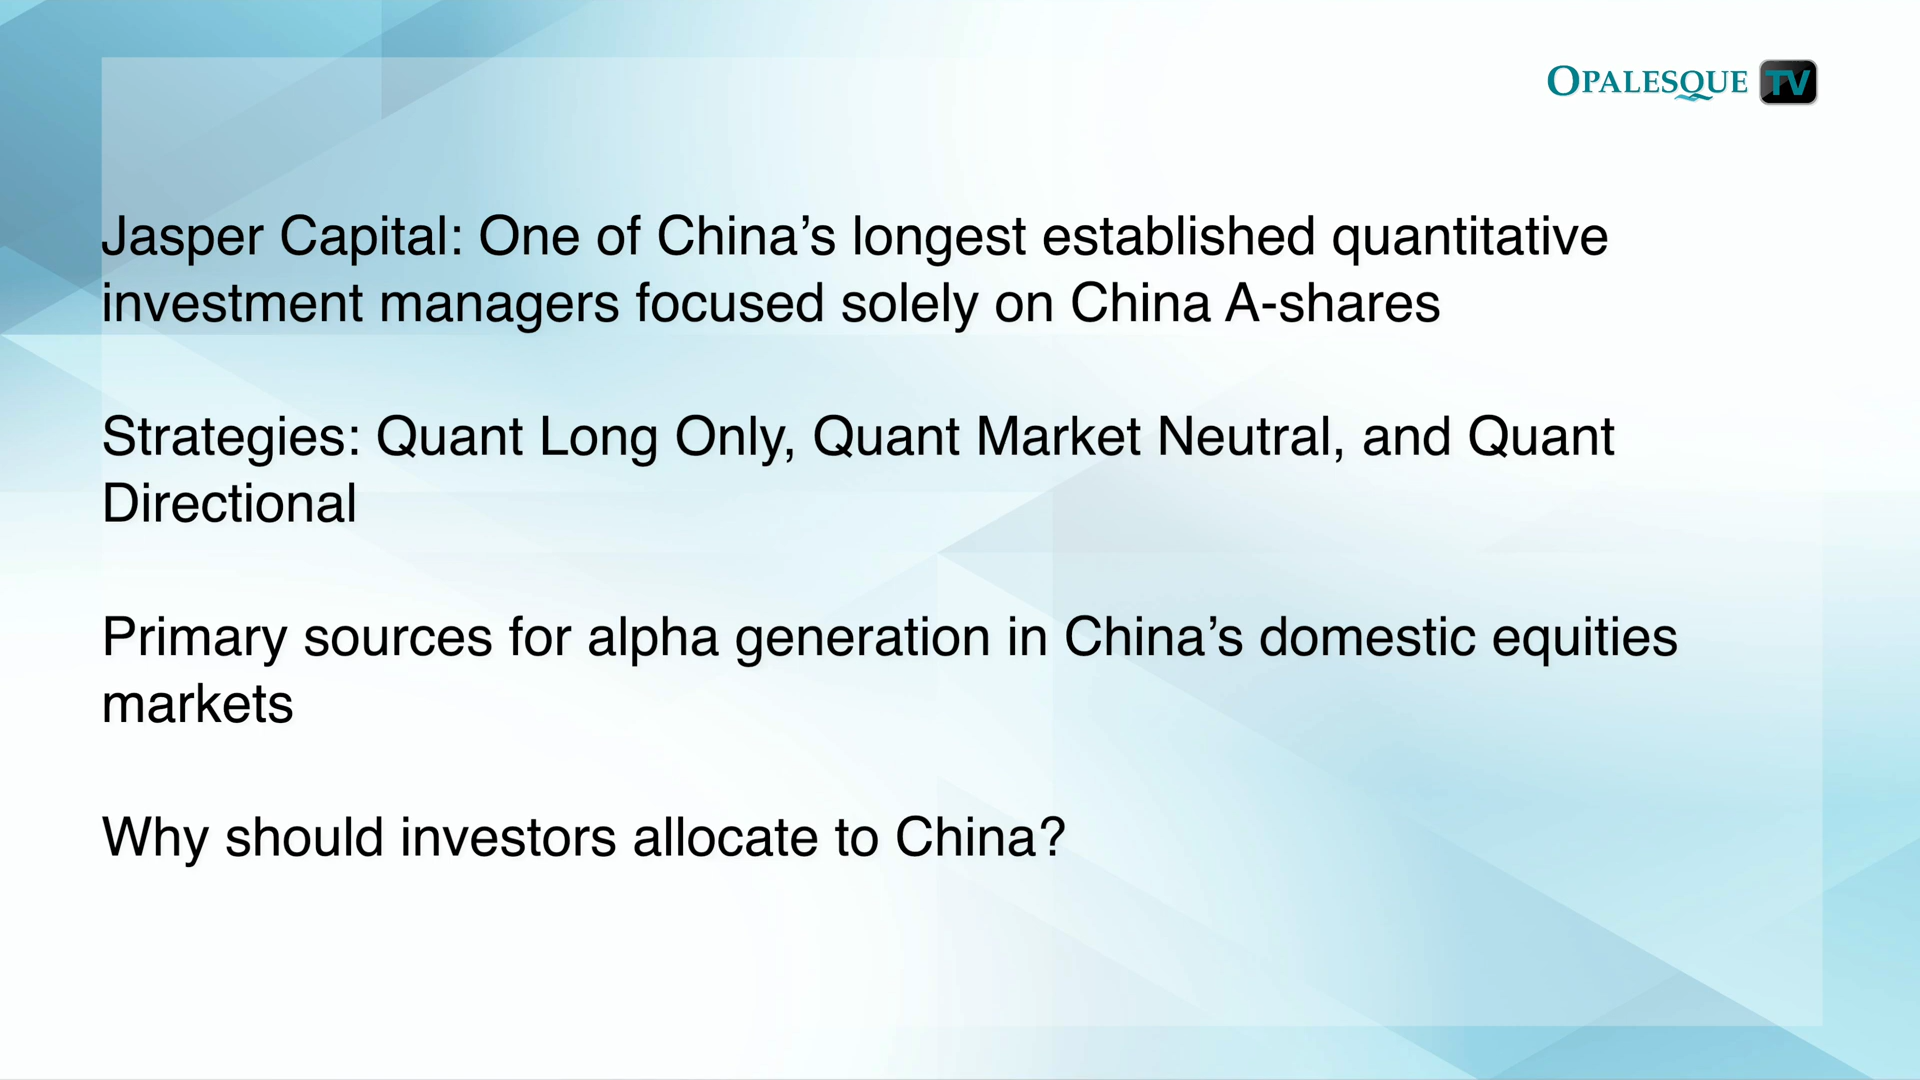 OPALESQUE TV
Jasper Capital: One of China’s longest established quantitative
investment managers focused solely on China A-shares
Strategies: Quant Long Only, Quant Market Neutral, and Quant
Directional
Primary sources for alpha generation in China’s domestic equities
markets
Why should investors allocate to China?